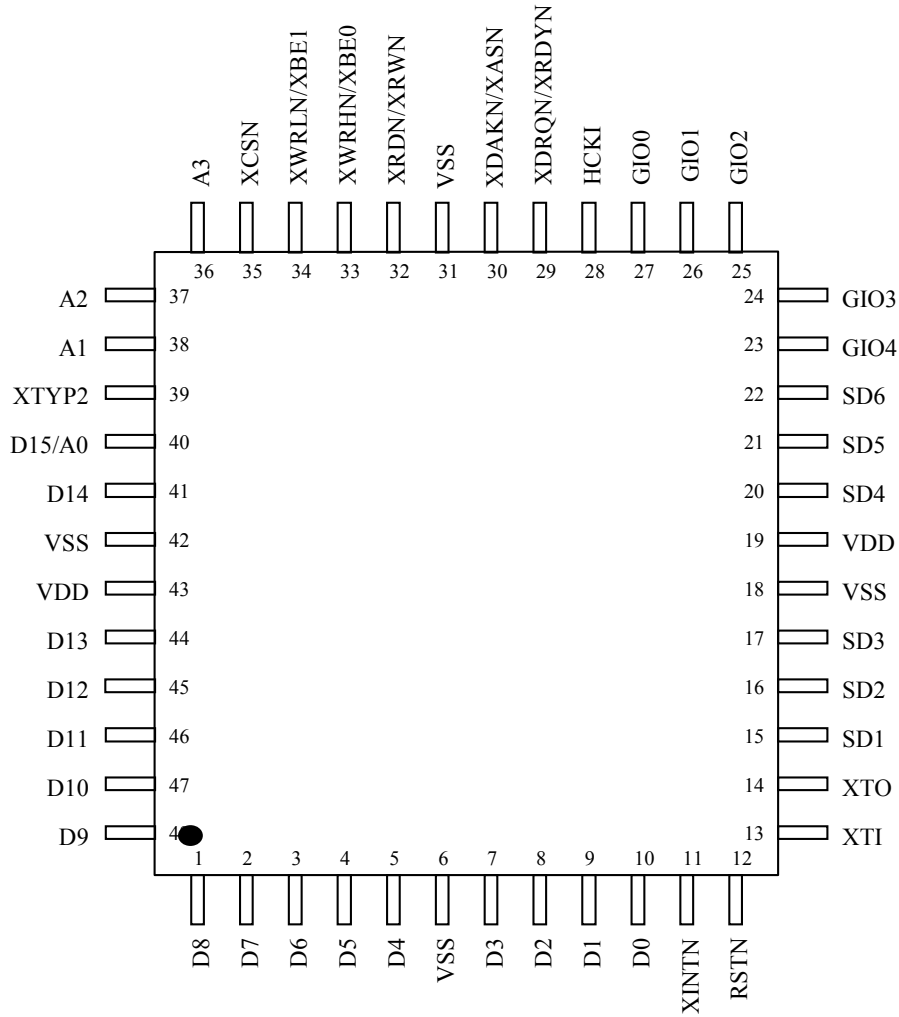 A3
XCSN
XWRLN/XBE1
XWRHN/XBE0
XRDN/XRWN
VSS
XDAKN/XASN
XDRQN/XRDYN
HCKI
GIO0
GIO1
GIO2
36 35 34 33 32 31 30 29 28 27 26 25
A2 37 24 GIO3
A1 38 23 GIO4
XTYP2 39 22 SD6
D15/A0 40 21 SD5
D14 41 20 SD4
VSS 42 19 VDD
VDD 43 18 VSS
D13 44 17 SD3
D12 45 16 SD2
D11 46 15 SD1
D10 47 14 XTO
D9 13 XTI
1 2 3 4 5 6 7 8 9 10 11 12
D8
D7
D6
D5
D4
VSS
D3
D2
D1
D0
XINTN
RSTN